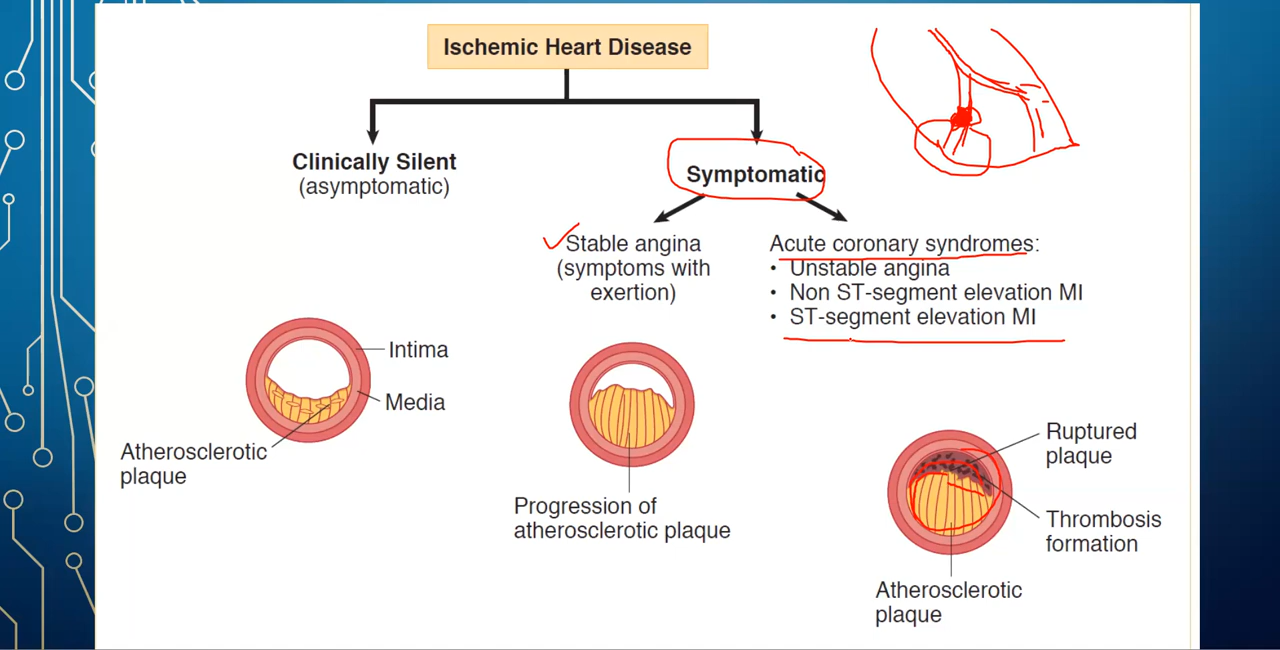 Ischemic Heart Disease
Clinically Silent
(asymptomatic)
Symptomatic
Stable angina
(symptoms with
exertion)
Acute coronary syndromes:
• Unstable angina
• Non ST-segment elevation MI
• ST-segment elevation MI
Intima
Media
Atherosclerotic
plaque
Progression of
atherosclerotic plaque
Ruptured
plaque
Thrombosis
formation
Atherosclerotic
plaque